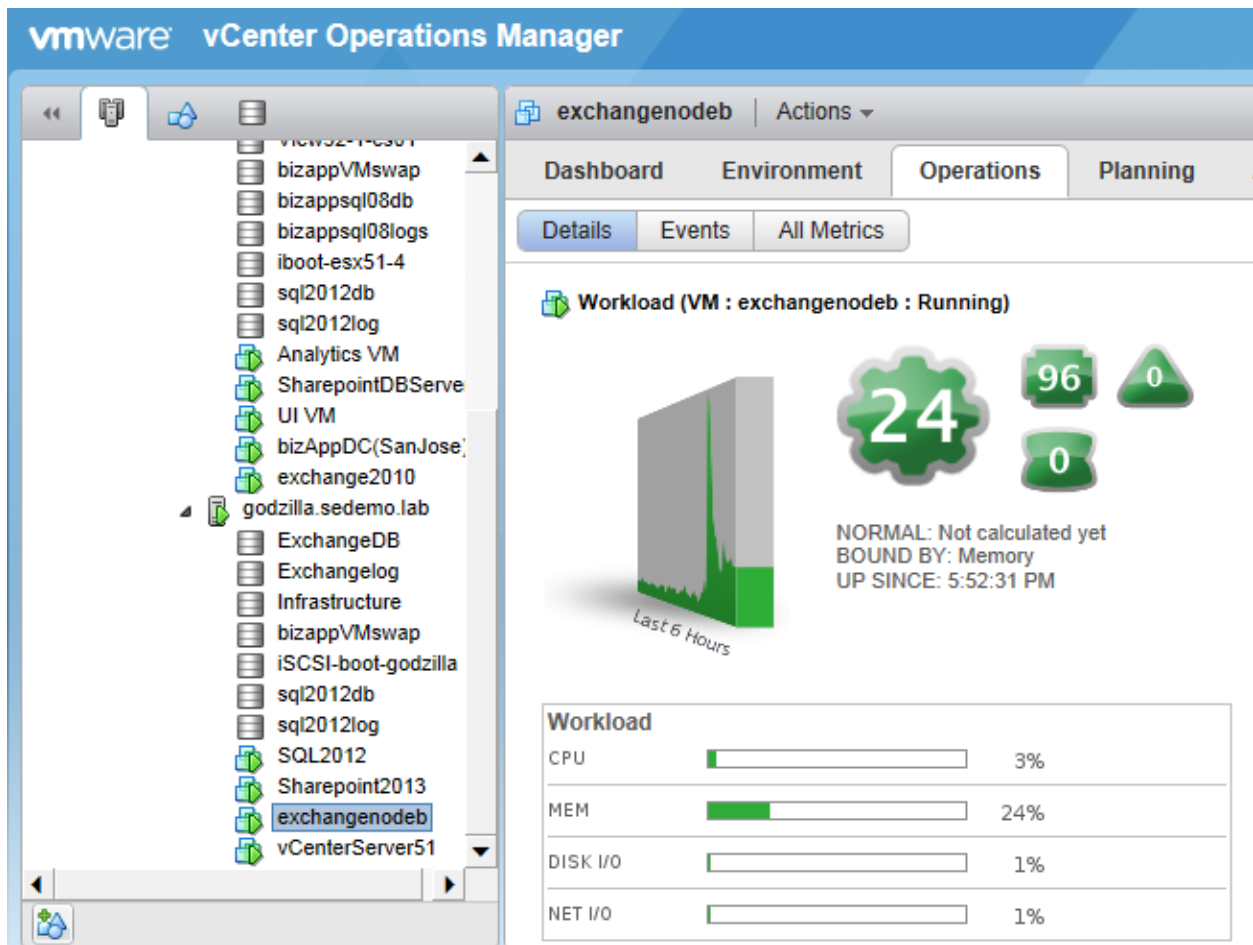 vmware vCenter Operations Manager
bizappVMswap
bizappsql08db
bizappsql08logs
iboot-esx51-4
sql2012db
sql2012log
Analytics VM
SharepointDBServe
UI VM
bizAppDC(SanJose)
exchange2010
godzilla.sedemo.lab
ExchangeDB
Exchangelog
Infrastructure
bizappVMswap
iSCSI-boot-godzilla
sql2012db
sql2012log
SQL2012
Sharepoint2013
exchangenodeb
vCenterServer51
exchangenodeb Actions
Dashboard Environment Operations Planning
Details Events All Metrics
Workload (VM : exchangenodeb : Running)
24 96 0
0
NORMAL: Not calculated yet
BOUND BY: Memory
UP SINCE: 5:52:31 PM
Last 6 Hours
Workload
CPU 3%
MEM 24%
DISK I/O 1%
NET I/O 1%